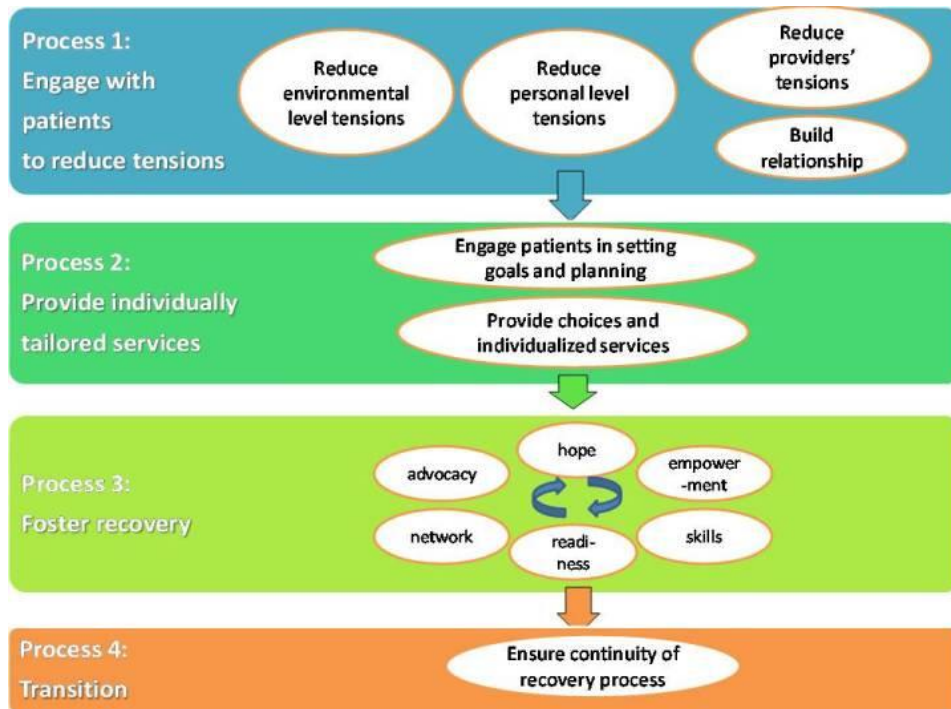 Process 1:
Engage with
patients
to reduce tensions
Reduce
environmental
level tensions
Reduce
personal level
tensions
Reduce
providers'
tensions
Build
relationship
Process 2:
Provide individually
tailored services
Engage patients in setting
goals and planning
Provide choices and
individualized services
Process 3:
Foster recovery
advocacy
hope
empower
-ment
network
readi-
ness
skills
Process 4:
Transition
Ensure continuity of
recovery process